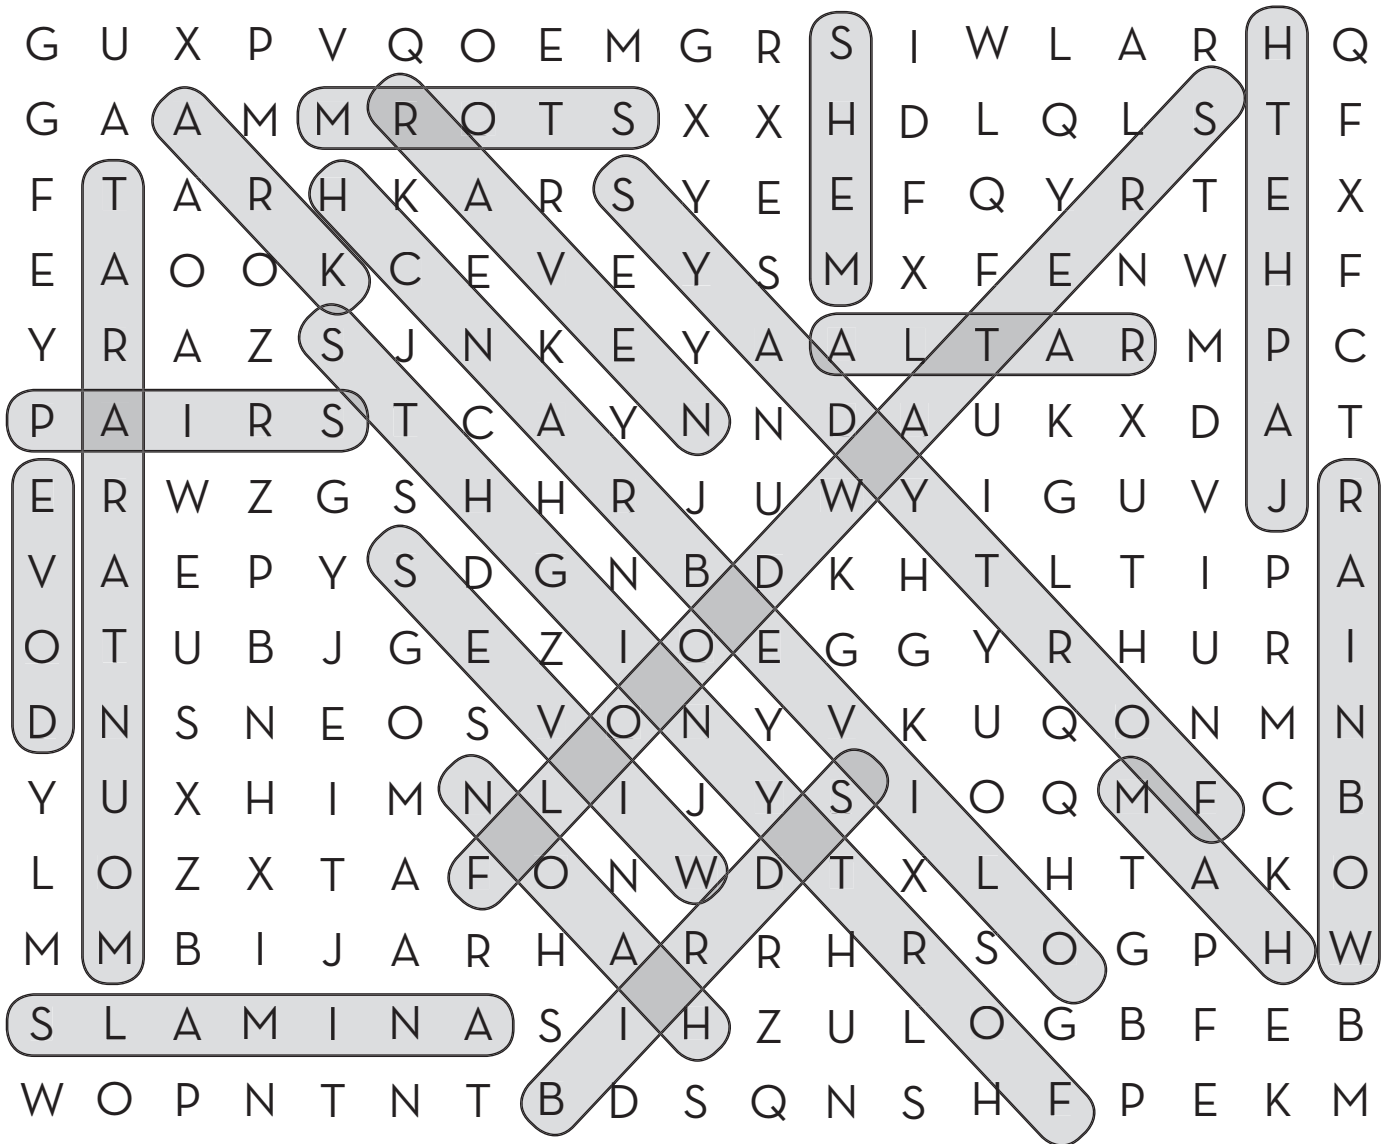 G U X P V Q O E M G R S I W L A R H Q
G A A M M R O T S X X H D L Q L S T F
F T A R H K A R S Y E E F Q Y R T E X
E A O O K C E V E Y S M X F E N W H F
Y R A Z S J N K E Y A A L T A R M P C
P A I R S T C A Y N N D A U K X D A T
E R W Z G S H H R J U W Y I G U V J R
V A E P Y S D G N B D K H T L T I P A
O T U B J G E Z I O E G G Y R H U R I
D N S N E O S V O N Y V K U Q O N M N
Y U X H I M N L I J Y S I O Q M F C B
L O Z X T A F O N W D T X L H T A K O
M M B I J A R H A R R H R S O G P H W
S L A M I N A S I H Z U L O G B F E B
W O P N T N T B D S Q N S H F P E K M